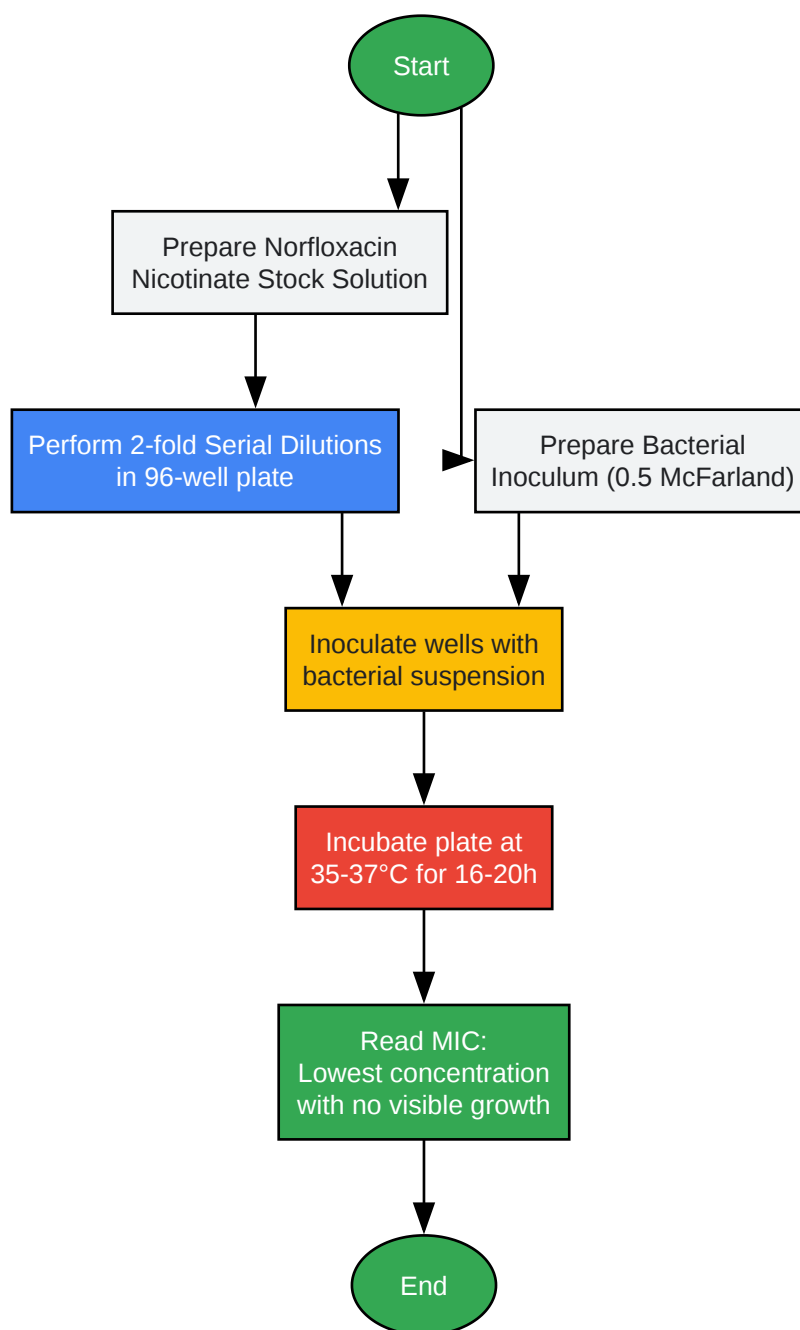 Start
Prepare Norfloxacin
Nicotinate Stock Solution
Perform 2-fold Serial Dilutions
in 96-well plate
Prepare Bacterial
Inoculum (0.5 McFarland)
Inoculate wells with
bacterial suspension
Incubate plate at
35-37°C for 16-20h
Read MIC:
Lowest concentration
with no visible growth
End